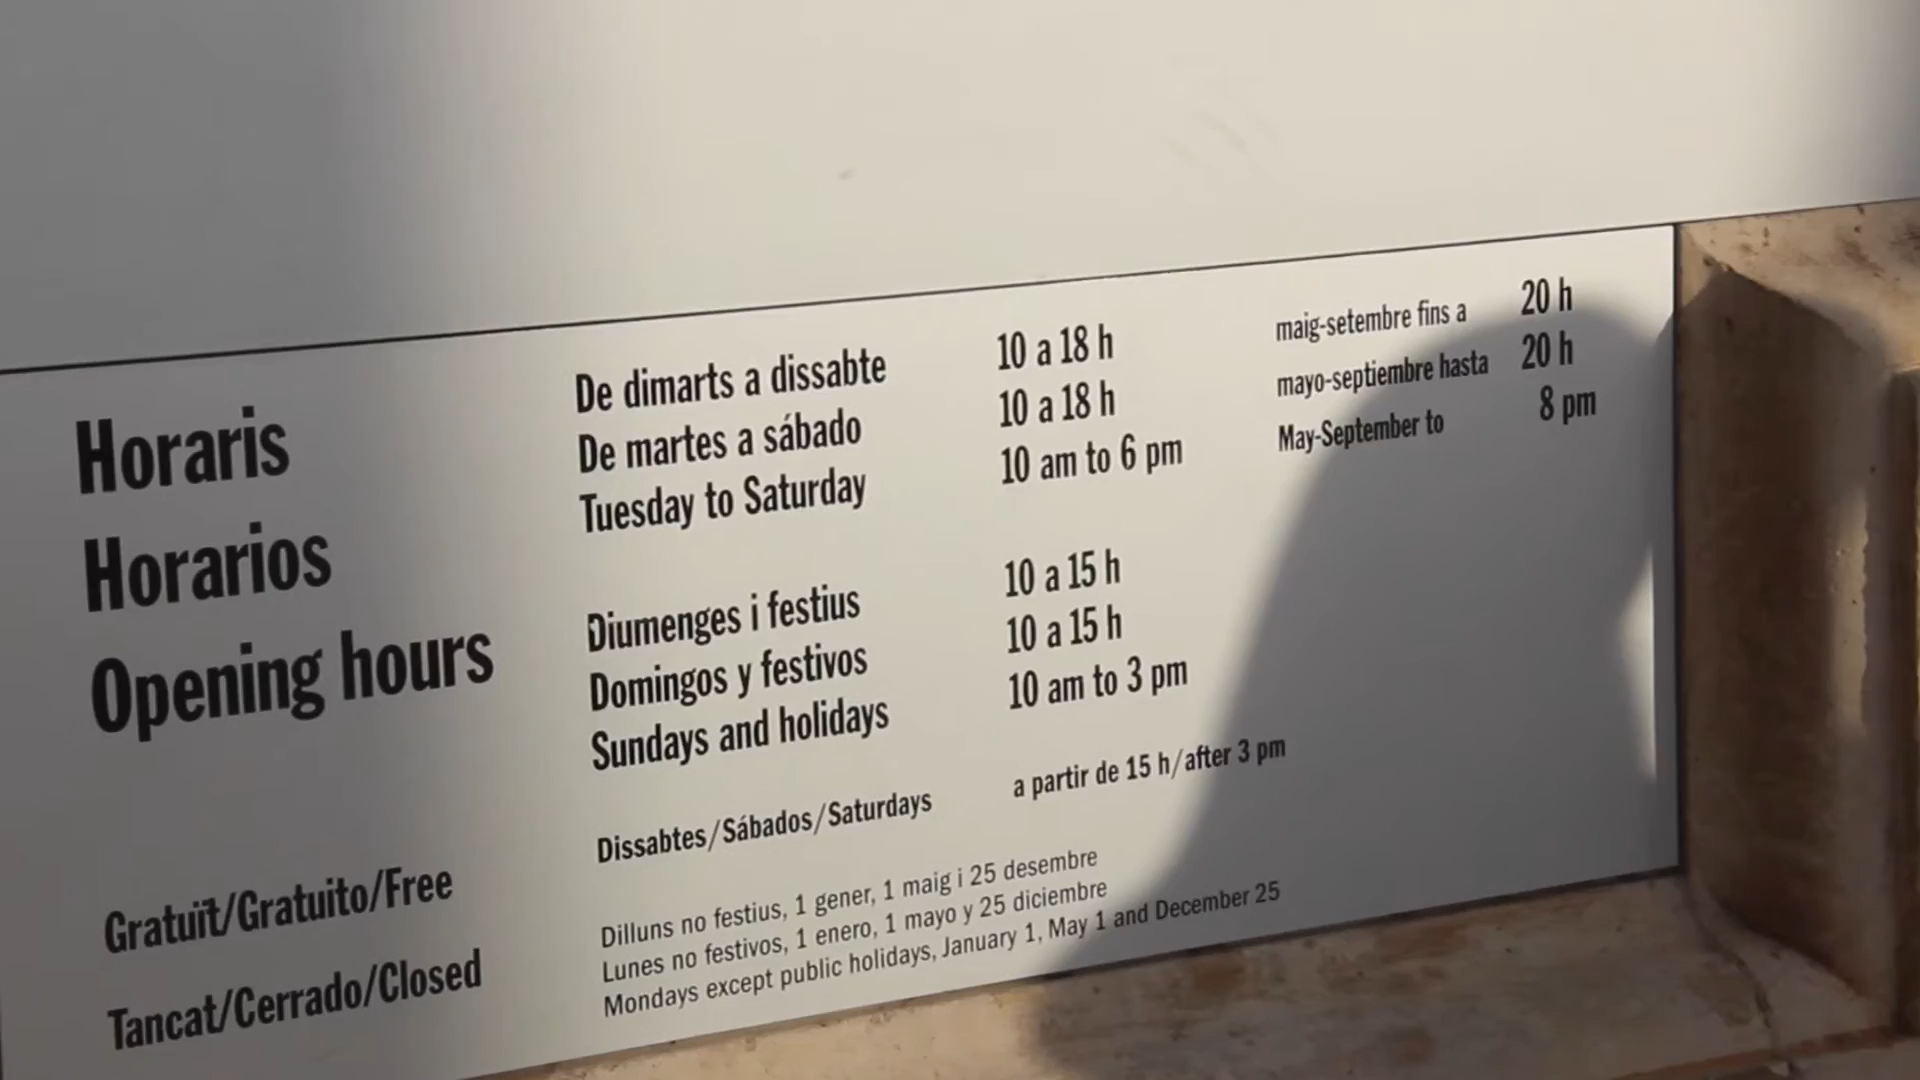 Horaris
Horarios
Opening hours
De dimarts a dissabte 10 a 18 h maig-setembre fins a 20 h
De martes a sábado 10 a 18 h mayo-septiembre hasta 20 h
Tuesday to Saturday 10 am to 6 pm May-September to 8 pm
Diumenges i festius 10 a 15 h
Domingos y festivos 10 a 15 h
Sundays and holidays 10 am to 3 pm
Gratuït/Gratuito/Free Dissabtes/Sábados/Saturdays a partir de 15 h/after 3 pm
Tancat/Cerrado/Closed Dilluns no festius, 1 gener, 1 maig i 25 desembre
Lunes no festivos, 1 enero, 1 mayo y 25 diciembre
Mondays except public holidays, January 1, May 1 and December 25